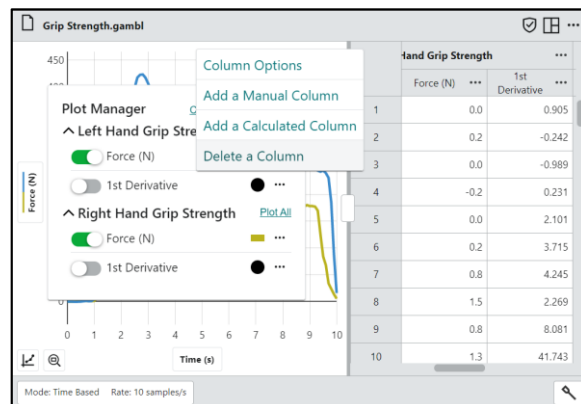 Grip Strength.gambl
450
Column Options
Add a Manual Column
Add a Calculated Column
Delete a Column
Plot Manager
Left Hand Grip Stre
Force (N)
1st Derivative
Right Hand Grip Strength Plot All
Force (N)
1st Derivative
Force (N)
0 1 2 3 4 5 6 7 8 9 10
Time (s)
Mode: Time Based Rate: 10 samples/s
Hand Grip Strength
Force (N) 1st
Derivative
1 0.0 0.905
2 0.2 -0.242
3 0.0 -0.989
4 -0.2 0.231
5 0.0 2.101
6 0.2 3.715
7 0.8 4.245
8 1.5 2.269
9 0.8 8.081
10 1.3 41.743